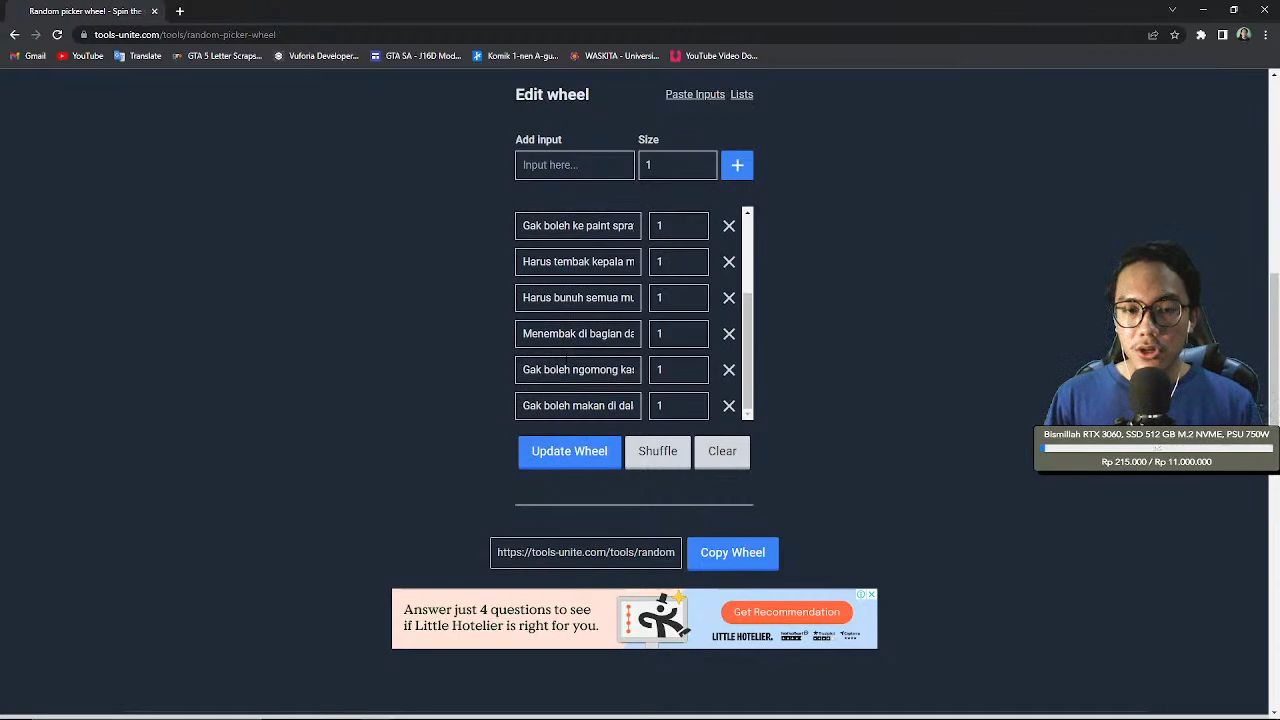 Random picker wheel - Spin the
tools-unite.com/tools/random-picker-wheel
Gmail
YouTube
Translate
GTA 5 Letter Scraps...
Vuforia Developer...
GTA SA - J16D Mod...
Komik 1-nen A-gu...
WASKITA - Universi...
YouTube Video Do...
Edit wheel
Paste Inputs
Lists
Add input
Size
Input here...
1
+
Gak boleh ke paint spra
1
Harus tembak kepala m
1
Harus bunuh semua mu
1
Menembak di bagian da
1
Gak boleh ngomong kas
1
Gak boleh makan di dal
1
Update Wheel
Shuffle
Clear
https://tools-unite.com/tools/random
Copy Wheel
Answer just 4 questions to see
if Little Hotelier is right for you.
Get Recommendation
LITTLE HOTELIER.
Bismillah RTX 3060, SSD 512 GB M.2 NVME, PSU 750W
Rp 215.000 / Rp 11.000.000